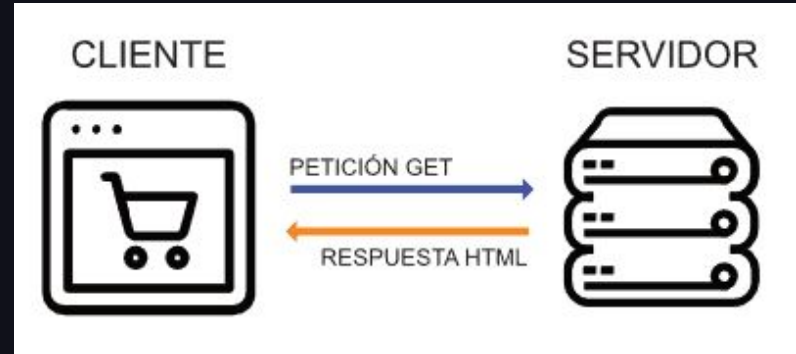 CLIENTE
SERVIDOR
PETICIÓN GET
RESPUESTA HTML